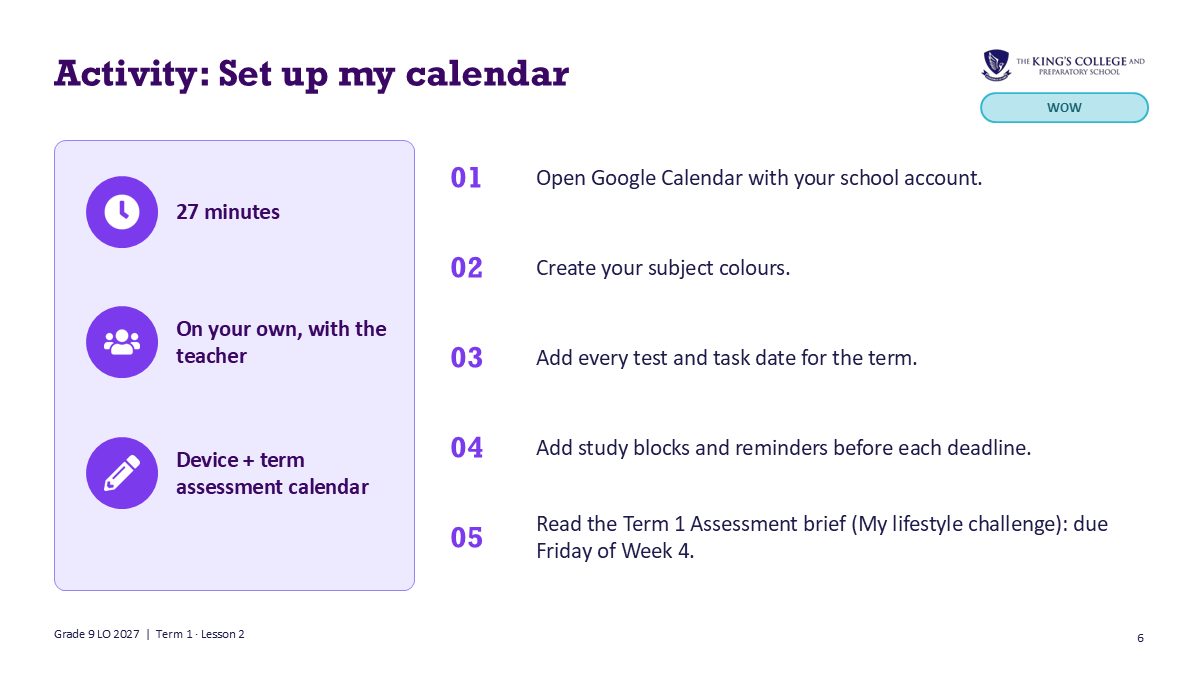 Activity: Set up my calendar
THE KING'S COLLEGE AND
PREPARATORY SCHOOL
WOW
27 minutes
On your own, with the
teacher
Device + term
assessment calendar
01
Open Google Calendar with your school account.
02
Create your subject colours.
03
Add every test and task date for the term.
04
Add study blocks and reminders before each deadline.
05
Read the Term 1 Assessment brief (My lifestyle challenge): due
Friday of Week 4.
Grade 9 LO 2027 | Term 1 · Lesson 2
6